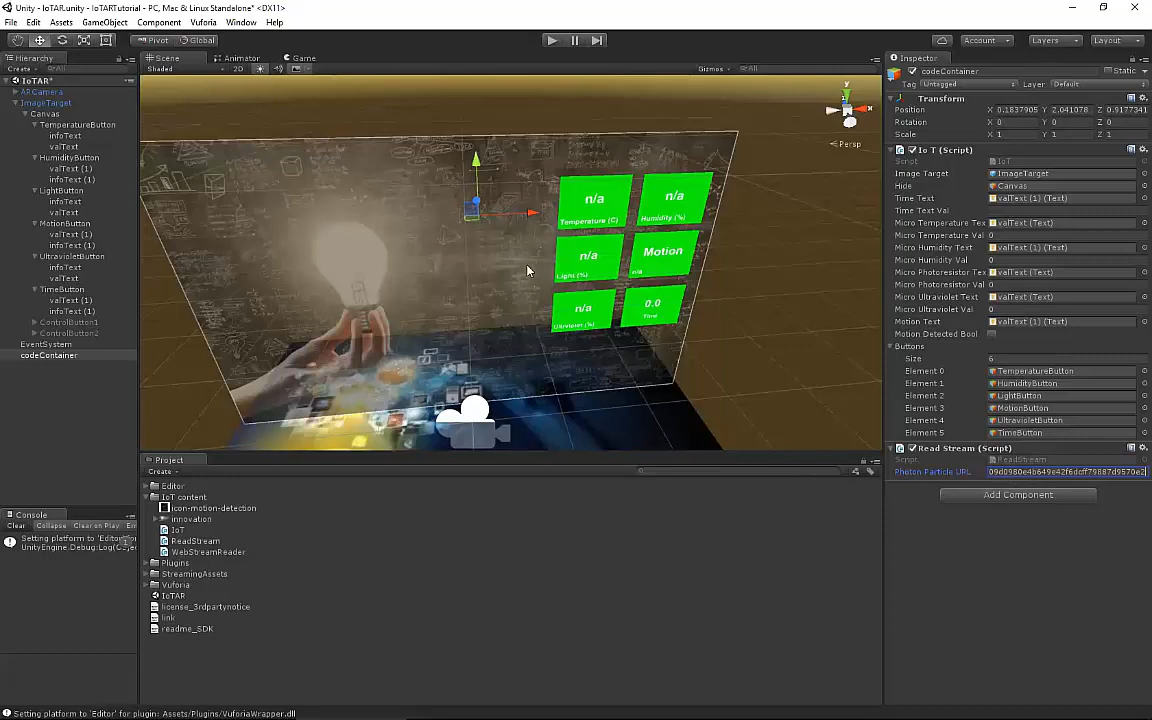 Unity - IoTAR.unity - IoTARTutorial - PC, Mac & Linux Standalone* <DX11>
File Edit Assets GameObject Component Vuforia Window Help
Pivot Global Account Layers Layout
Hierarchy
Create All
IoTAR*
ARCamera
ImageTarget
Canvas
TemperatureButton
infoText
valText
HumidityButton
valText (1)
infoText (1)
LightButton
infoText
valText
MotionButton
valText (1)
infoText (1)
UltravioletButton
infoText
valText
TimeButton
valText (1)
infoText (1)
ControlButton1
ControlButton2
EventSystem
codeContainer
Console
Clear Collapse Clear on Play
Setting platform to 'Editor'
UnityEngine.Debug:Log(
Scene Animator Game
Shaded 2D Gizmos All
y
x
Persp
n/a
Temperature (C)
n/a
Humidity (%)
n/a
Light (%)
Motion
n/a
n/a
Ultraviolet (%)
0.0
Time
Project
Create
Editor
IoT content
icon-motion-detection
innovation
IoT
ReadStream
WebStreamReader
Plugins
StreamingAssets
Vuforia
IoTAR
license_3rdpartynotice
link
readme_SDK
Inspector
codeContainer Static
Tag Untagged Layer Default
Transform
Position X 0.1837905 Y 2.041078 Z 0.9177341
Rotation X 0 Y 0 Z 0
Scale X 1 Y 1 Z 1
Io T (Script)
Script IoT
Image Target ImageTarget
Hide Canvas
Time Text valText (1) (Text)
Time Text Val
Micro Temperature Tex valText (Text)
Micro Temperature Val 0
Micro Humidity Text valText (1) (Text)
Micro Humidity Val 0
Micro Photoresistor Tex valText (Text)
Micro Photoresistor Val 0
Micro Ultraviolet Text valText (Text)
Micro Ultraviolet Val 0
Motion Text valText (1) (Text)
Motion Detected Bool
Buttons
Size 6
Element 0 TemperatureButton
Element 1 HumidityButton
Element 2 LightButton
Element 3 MotionButton
Element 4 UltravioletButton
Element 5 TimeButton
Read Stream (Script)
Script ReadStream
Photon Particle URL 09d0980e4b649e42f6dcff79887d9570e2
Add Component
Setting platform to 'Editor' for plugin: Assets/Plugins/VuforiaWrapper.dll